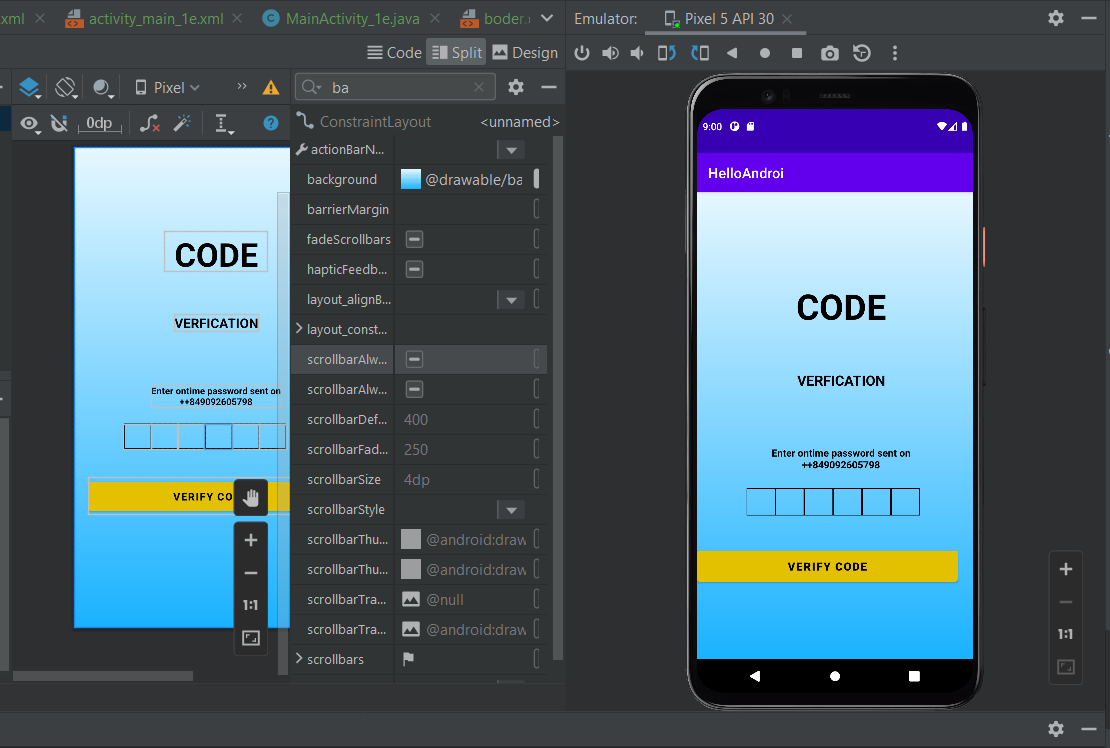 xml
activity_main_1e.xml
MainActivity_1e.java
boder.
Emulator:
Pixel 5 API 30
Code
Split
Design
Pixel
ba
0dp
ConstraintLayout
<unnamed>
actionBarN...
background
@drawable/ba
barrierMargin
fadeScrollbars
hapticFeedb...
layout_alignB...
layout_const...
scrollbarAlw...
scrollbarAlw...
scrollbarDef...
400
scrollbarFad...
250
scrollbarSize
4dp
scrollbarStyle
scrollbarThu...
@android:draw
scrollbarThu...
@android:draw
scrollbarTra...
@null
scrollbarTra...
@android:draw
scrollbars
CODE
VERFICATION
Enter ontime password sent on
++849092605798
VERIFY CO
1:1
9:00
HelloAndroi
CODE
VERFICATION
Enter ontime password sent on
++849092605798
VERIFY CODE
1:1